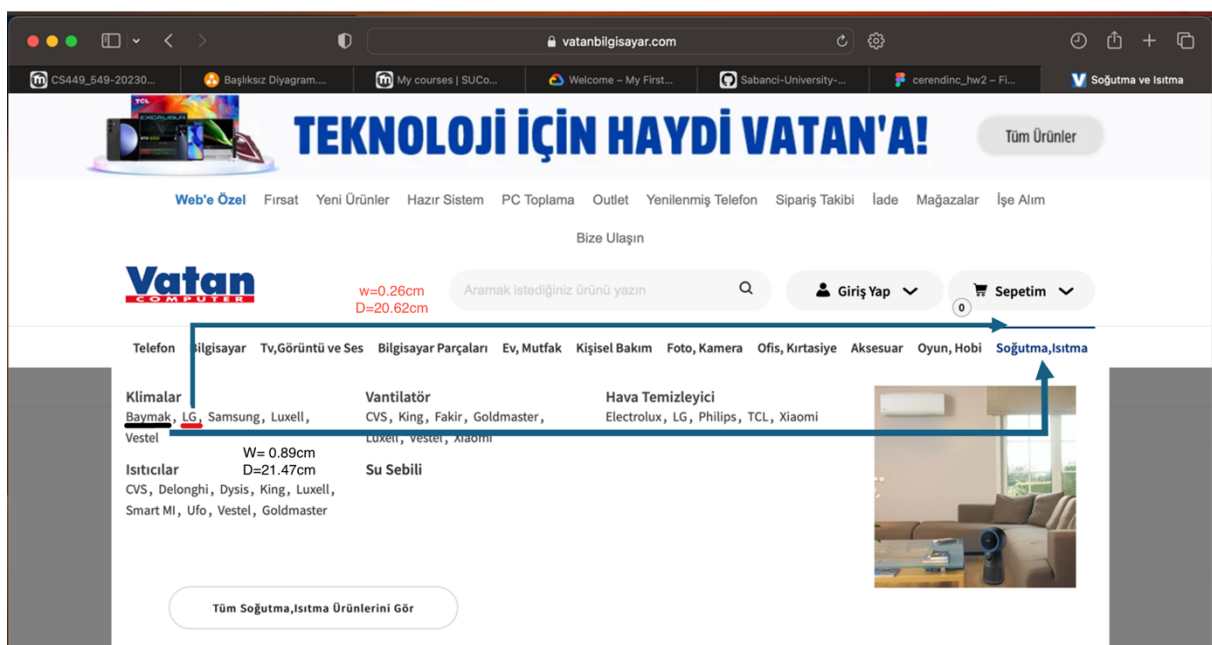 vatanbilgisayar.com
CS449_549-20230... Başlıksız Diyagram.... My courses | SUCo... Welcome – My First... Sabanci-University-... cerendinc_hw2 – Fi... Soğutma ve Isıtma
TCL
EXCALIBUR
TEKNOLOJİ İÇİN HAYDİ VATAN'A!
Tüm Ürünler
Web'e Özel Fırsat Yeni Ürünler Hazır Sistem PC Toplama Outlet Yenilenmiş Telefon Sipariş Takibi İade Mağazalar İşe Alım
Bize Ulaşın
Vatan
COMPUTER
w=0.26cm
D=20.62cm
Aramak istediğiniz ürünü yazın
Giriş Yap
0
Sepetim
Telefon Bilgisayar Tv,Görüntü ve Ses Bilgisayar Parçaları Ev, Mutfak Kişisel Bakım Foto, Kamera Ofis, Kırtasiye Aksesuar Oyun, Hobi Soğutma,Isıtma
Klimalar Vantilatör Hava Temizleyici
Baymak, LG, Samsung, Luxell, CVS, King, Fakir, Goldmaster, Electrolux, LG, Philips, TCL, Xiaomi
Vestel Luxell, Vestel, Xiaomi
W= 0.89cm
D=21.47cm
Isıtıcılar Su Sebili
CVS, Delonghi, Dysis, King, Luxell,
Smart MI, Ufo, Vestel, Goldmaster
Tüm Soğutma,Isıtma Ürünlerini Gör